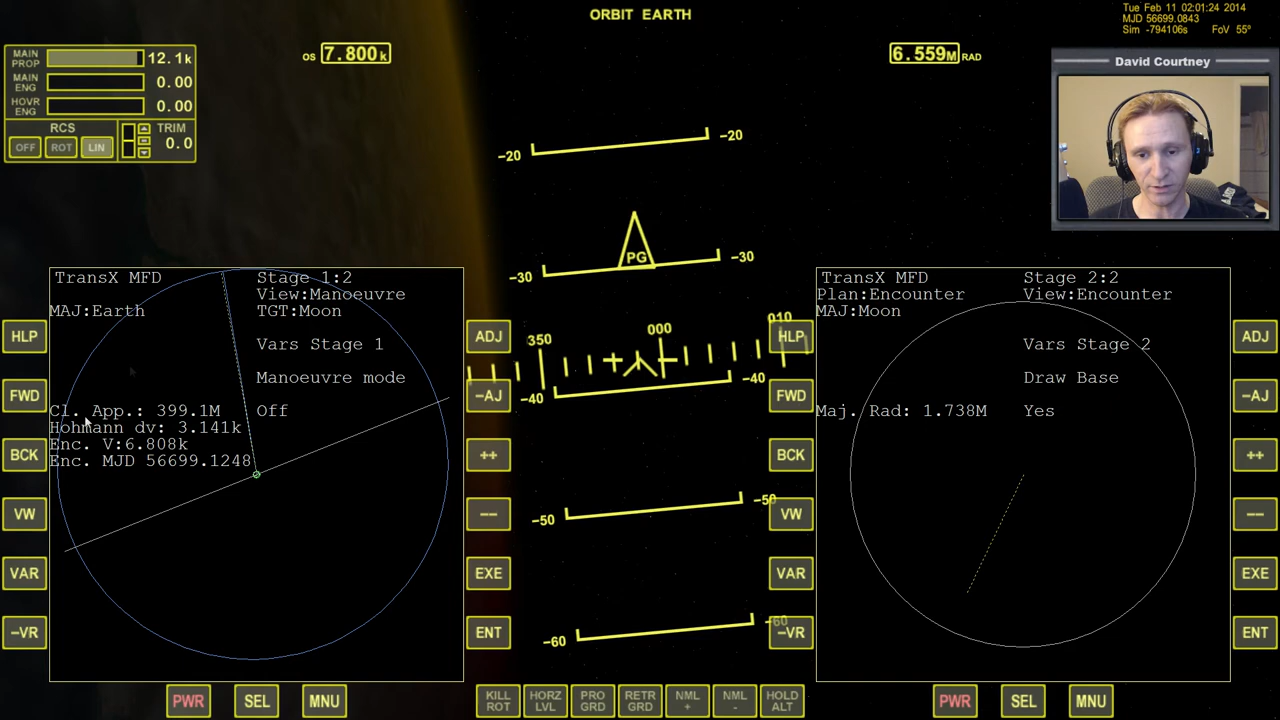 ORBIT EARTH
Tue Feb 11 02:01:24 2014
MJD 56699.0843
Sim -794106s FoV 55°
MAIN PROP 12.1k
MAIN ENG 0.00
HOVR ENG 0.00
RCS TRIM
OFF ROT LIN 0.0
OS 7.800k
6.559M RAD
David Courtney
-20 -20
PG
-30 -30
350 000 010
-40 -40
-50 -50
-60 -60
TransX MFD Stage 1:2
View:Manoeuvre
MAJ:Earth TGT:Moon
Vars Stage 1
Manoeuvre mode
Cl. App.: 399.1M Off
Hohmann dv: 3.141k
Enc. V:6.808k
Enc. MJD 56699.1248
HLP
FWD
BCK
VW
VAR
-VR
ADJ
-AJ
++
--
EXE
ENT
PWR SEL MNU
KILL ROT
HORZ LVL
PRO GRD
RETR GRD
NML +
NML -
HOLD ALT
TransX MFD Stage 2:2
Plan:Encounter View:Encounter
MAJ:Moon
Vars Stage 2
Draw Base
Maj. Rad: 1.738M Yes
HLP
FWD
BCK
VW
VAR
-VR
ADJ
-AJ
++
--
EXE
ENT
PWR SEL MNU